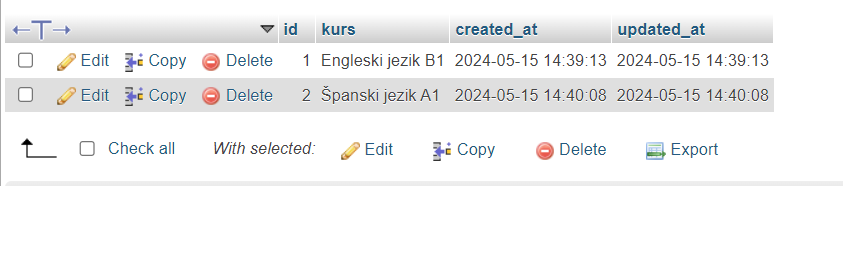 id kurs created_at updated_at
Edit Copy Delete 1 Engleski jezik B1 2024-05-15 14:39:13 2024-05-15 14:39:13
Edit Copy Delete 2 Španski jezik A1 2024-05-15 14:40:08 2024-05-15 14:40:08
Check all With selected: Edit Copy Delete Export